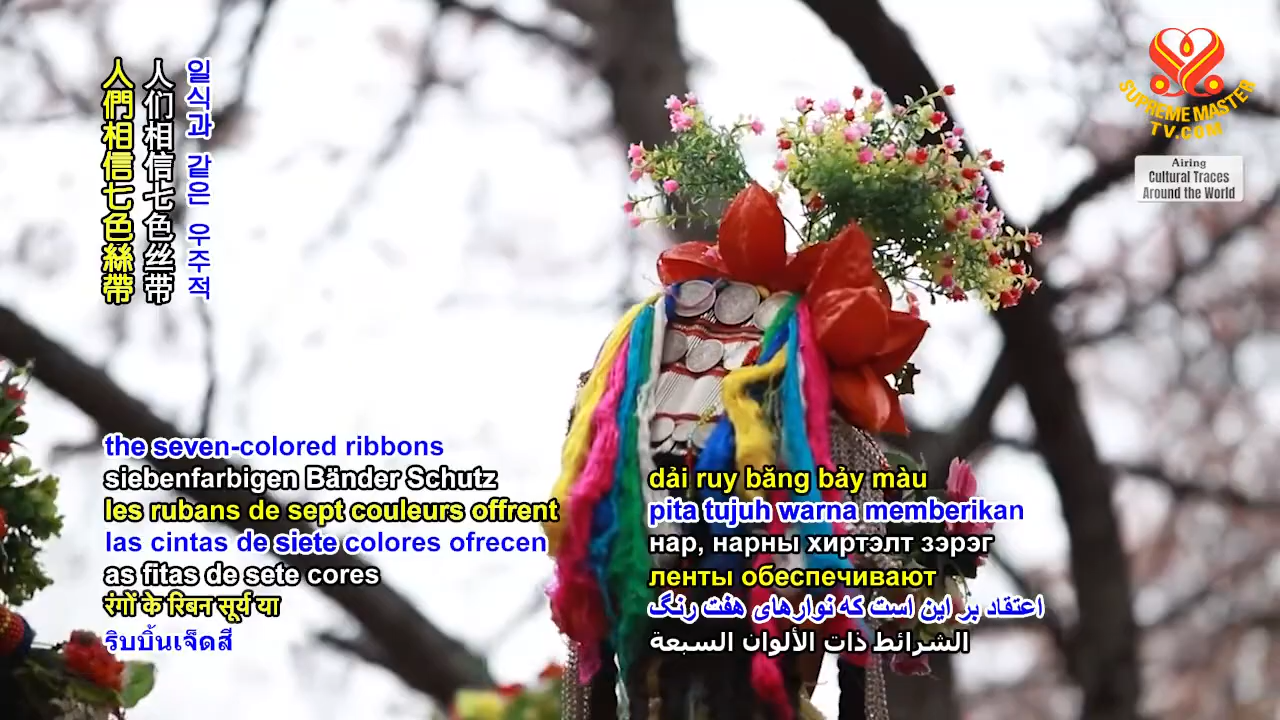 人們相信七色絲帶
人们相信七色丝带
일식과 같은 우주적
SUPREME MASTER
TV.COM
Airing
Cultural Traces
Around the World
the seven-colored ribbons
siebenfarbigen Bänder Schutz
les rubans de sept couleurs offrent
las cintas de siete colores ofrecen
as fitas de sete cores
रंगों के रिबन सूर्य या
ริบบิ้นเจ็ดสี
dải ruy băng bảy màu
pita tujuh warna memberikan
нар, нарны хиртэлт зэрэг
ленты обеспечивают
اعتقاد بر این است که نوارهای هفت رنگ
الشرائط ذات الألوان السبعة